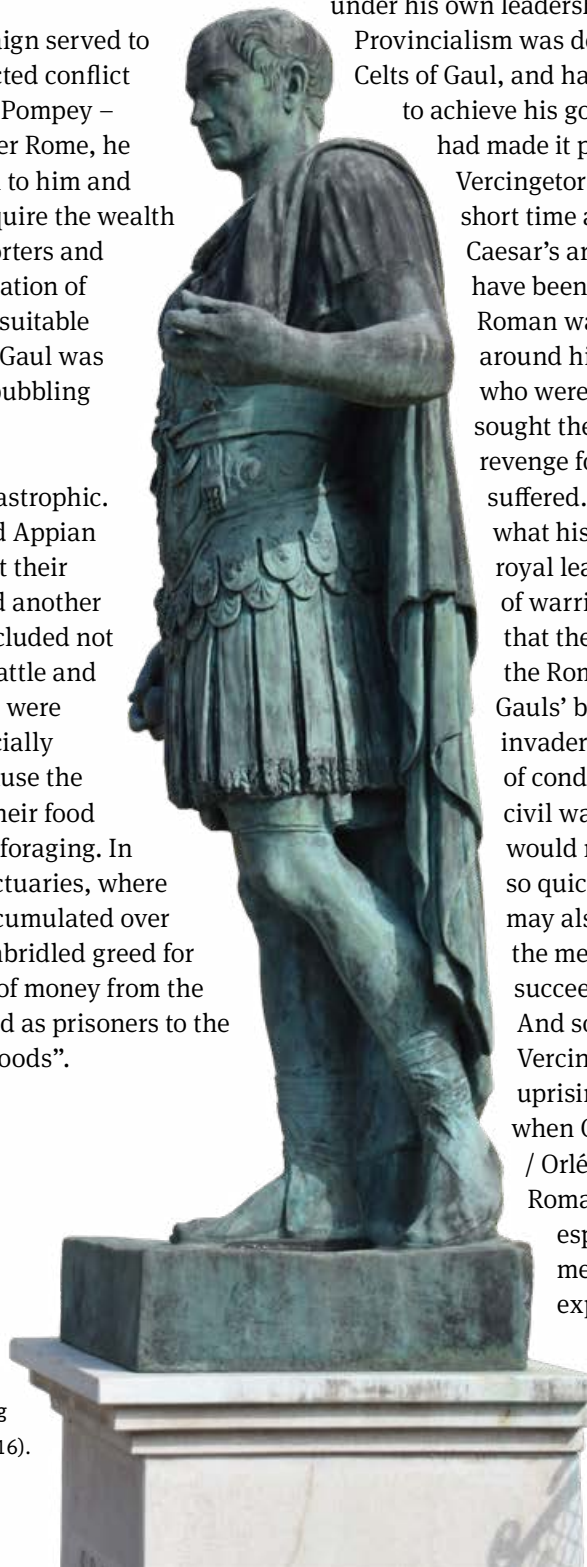 aign served to
cted conflict
Pompey –
er Rome, he
to him and
quire the wealth
orters and
ation of
suitable
Gaul was
bubbling
astrophic.
d Appian
t their
d another
cluded not
attle and
were
cially
use the
heir food
foraging. In
ctuaries, where
cumulated over
nbridled greed for
of money from the
d as prisoners to the
oods”.
g
16).
under his own leadersh
Provincialism was de
Celts of Gaul, and ha
to achieve his go
had made it p
Vercingetor
short time a
Caesar’s ar
have been
Roman wa
around hi
who were
sought the
revenge fo
suffered.
what his
royal lea
of warri
that the
the Rom
Gauls’ b
invader
of cond
civil wa
would n
so quic
may als
the me
succee
And so
Vercin
uprisin
when C
/ Orlé
Roma
esp
me
exp